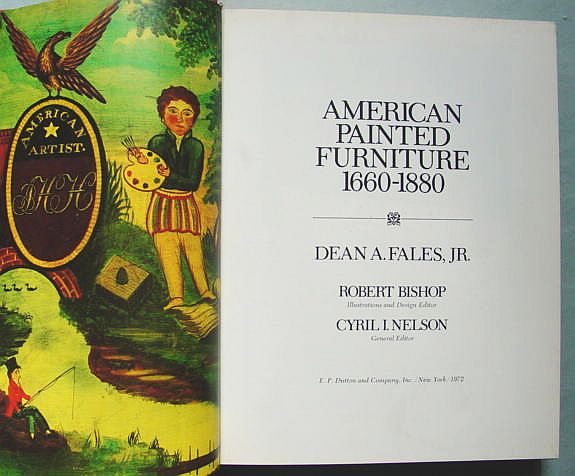 AMERICAN
ARTIST.
AMERICAN
PAINTED
FURNITURE
1660-1880
DEAN A. FALES, JR.
ROBERT BISHOP
Illustrations and Design Editor
CYRIL I. NELSON
General Editor
E. P. Dutton and Company, Inc. / New York / 1972